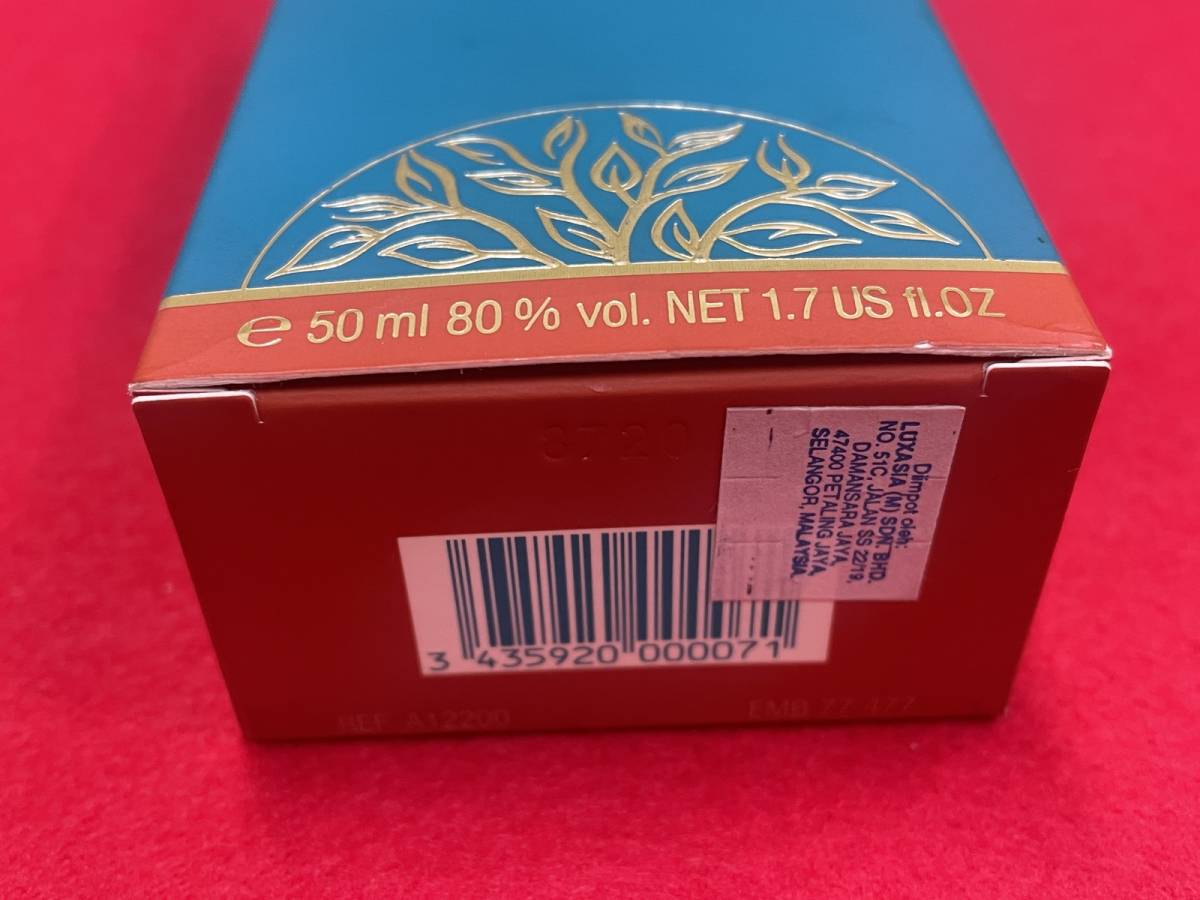 ℮ 50 ml 80 % vol. NET 1.7 US fl.oz
8720
Diimpot oleh:
LUXASIA (M) SDN. BHD.
NO. 51C, JALAN SS 22/19,
DAMANSARA JAYA,
47400 PETALING JAYA,
SELANGOR, MALAYSIA.
3 435920 000071
REF A12200
EMB 77 477